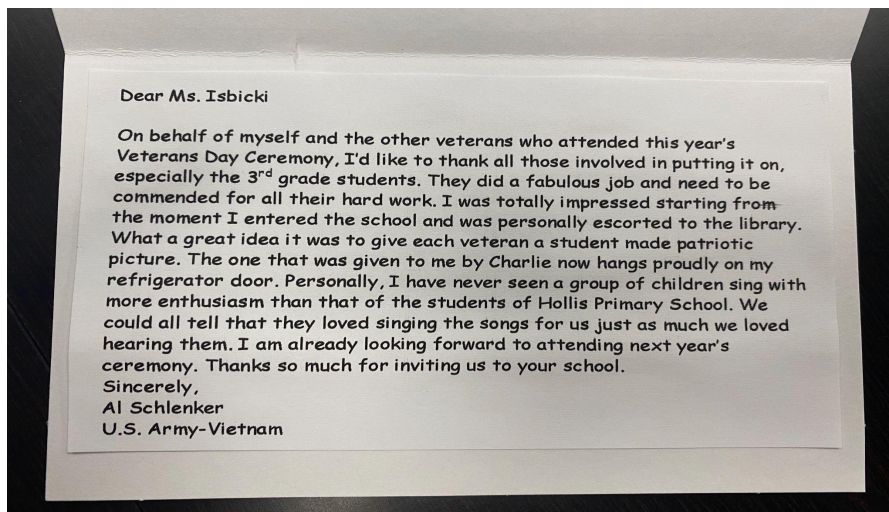 Dear Ms. Isbicki
On behalf of myself and the other veterans who attended this year's
Veterans Day Ceremony, I'd like to thank all those involved in putting it on,
especially the 3rd grade students. They did a fabulous job and need to be
commended for all their hard work. I was totally impressed starting from
the moment I entered the school and was personally escorted to the library.
What a great idea it was to give each veteran a student made patriotic
picture. The one that was given to me by Charlie now hangs proudly on my
refrigerator door. Personally, I have never seen a group of children sing with
more enthusiasm than that of the students of Hollis Primary School. We
could all tell that they loved singing the songs for us just as much we loved
hearing them. I am already looking forward to attending next year's
ceremony. Thanks so much for inviting us to your school.
Sincerely,
Al Schlenker
U.S. Army-Vietnam